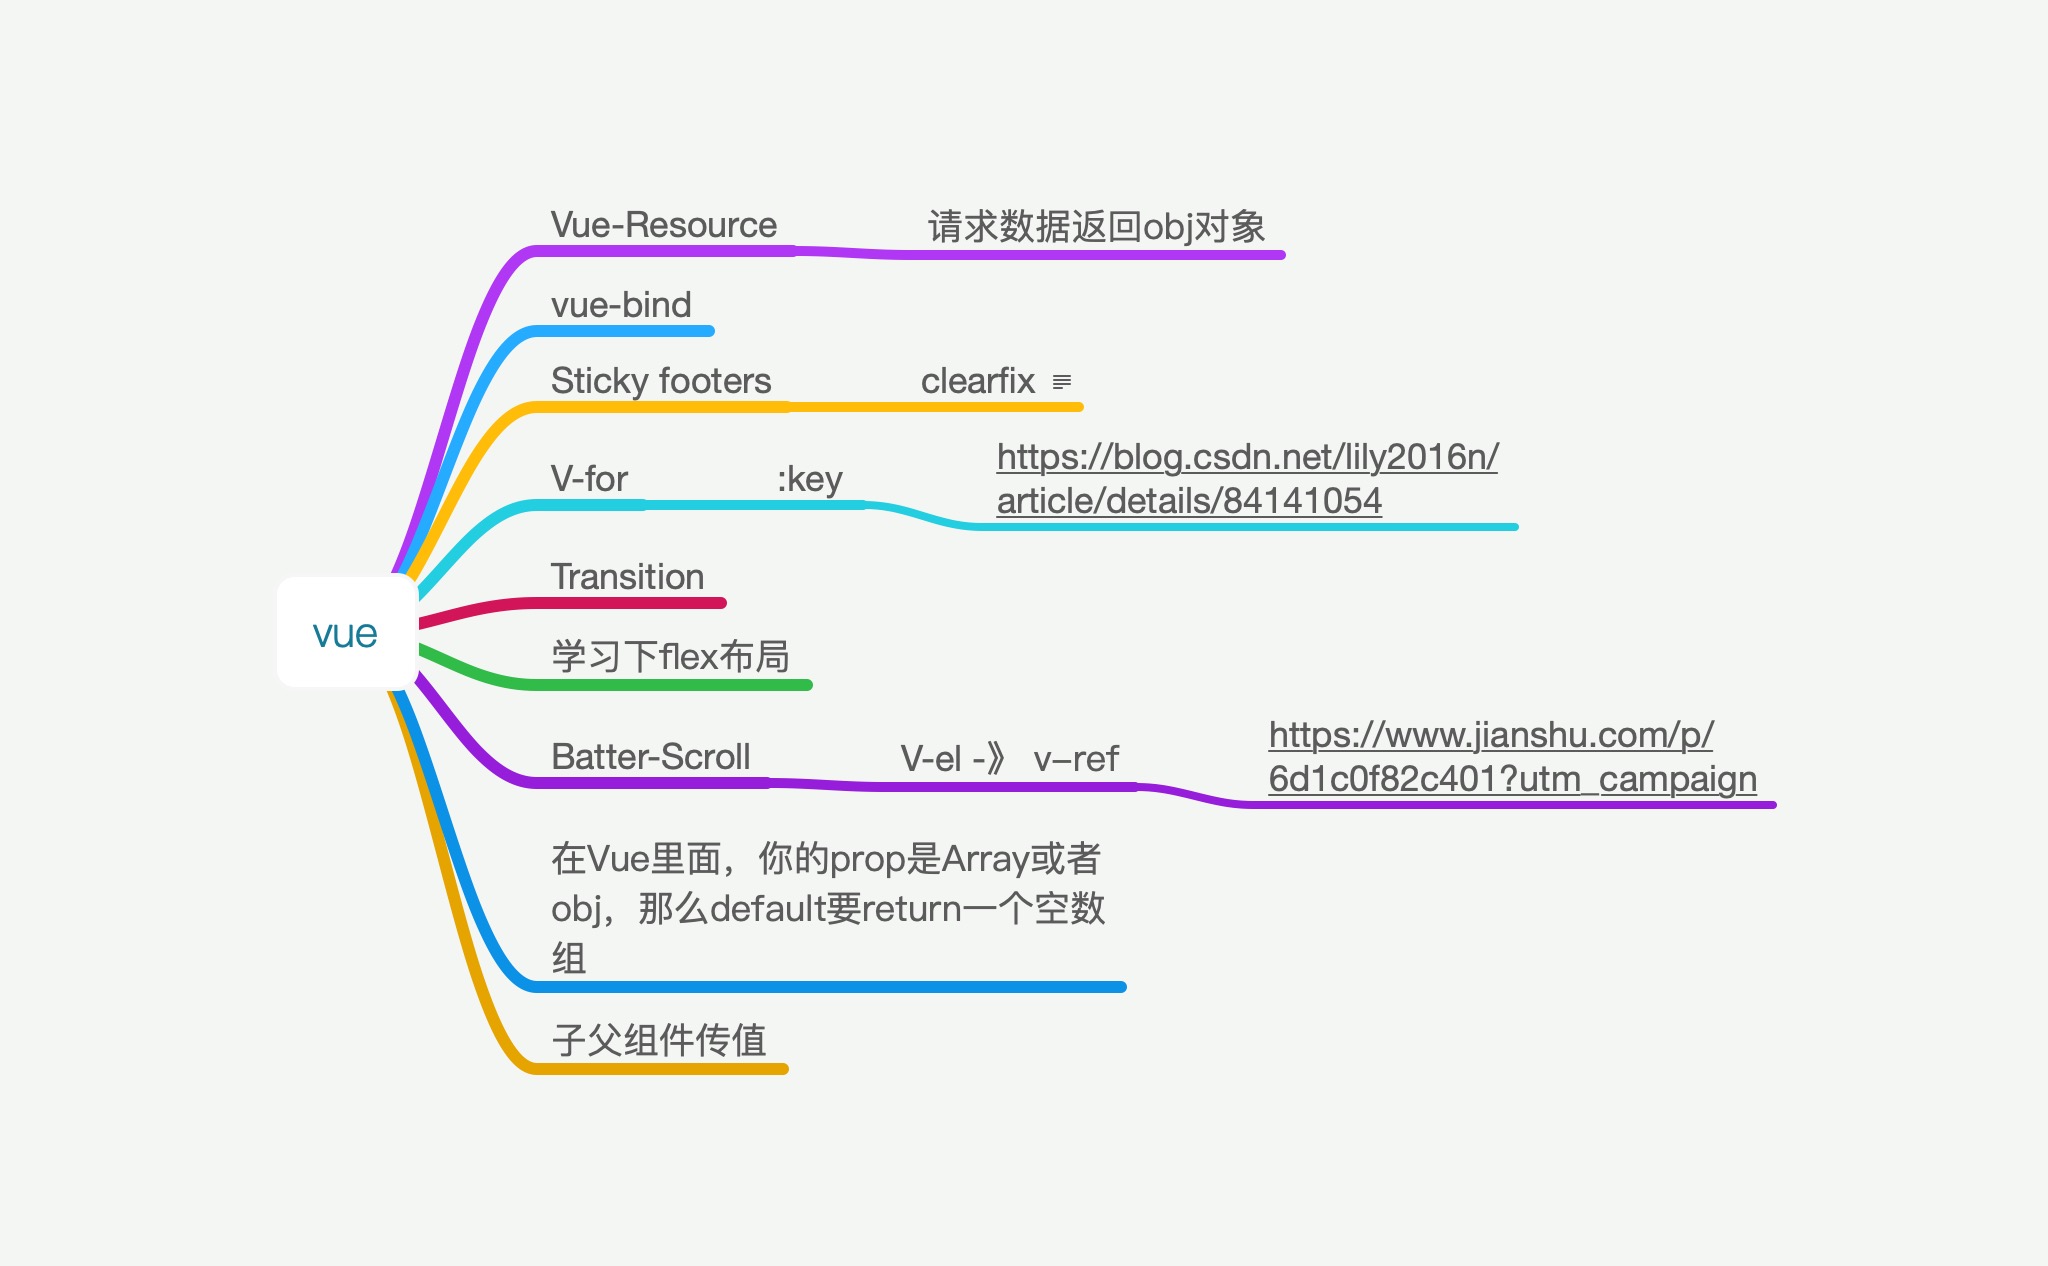 Vue-Resource
请求数据返回obj对象
vue-bind
Sticky footers
clearfix
V-for
:key
https://blog.csdn.net/lily2016n/
article/details/84141054
Transition
vue
学习下flex布局
Batter-Scroll
V-el -》 v–ref
https://www.jianshu.com/p/
6d1c0f82c401?utm_campaign
在Vue里面，你的prop是Array或者
obj，那么default要return一个空数
组
子父组件传值